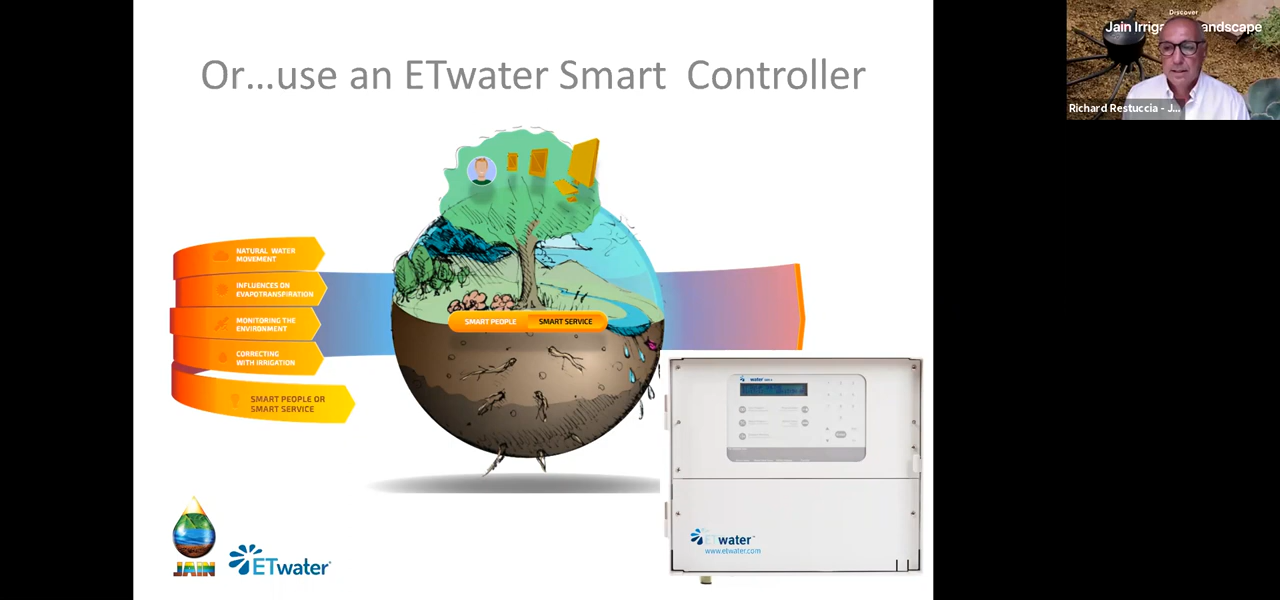 Or...use an ETwater Smart  Controller
NATURAL WATER
MOVEMENT
INFLUENCES ON
EVAPOTRANSPIRATION
MONITORING THE
ENVIRONMENT
CORRECTING
WITH IRRIGATION
SMART PEOPLE OR
SMART SERVICE
SMART PEOPLE
SMART SERVICE
water
ETwater™
www.etwater.com
JAIN
ETwater
Discover
Jain Irriga
andscape
Richard Restuccia - J...